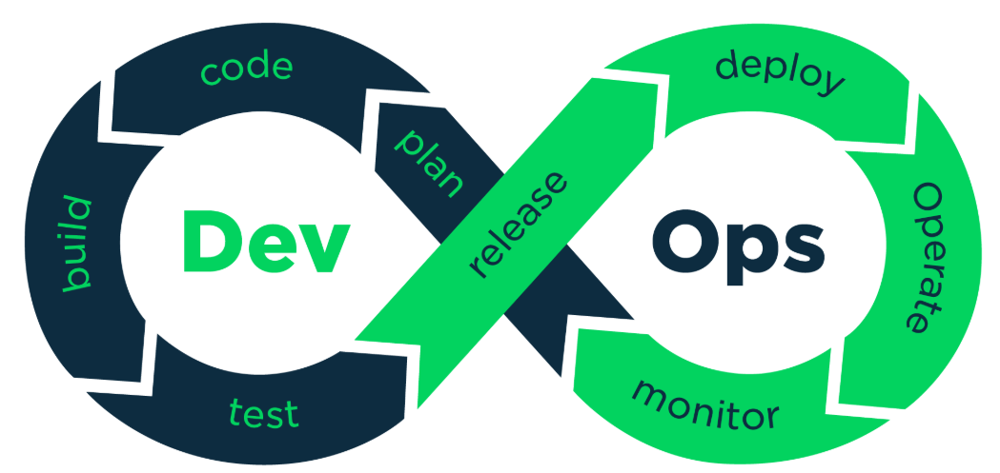 code
deploy
plan
release
build
Dev
Ops
Operate
test
monitor